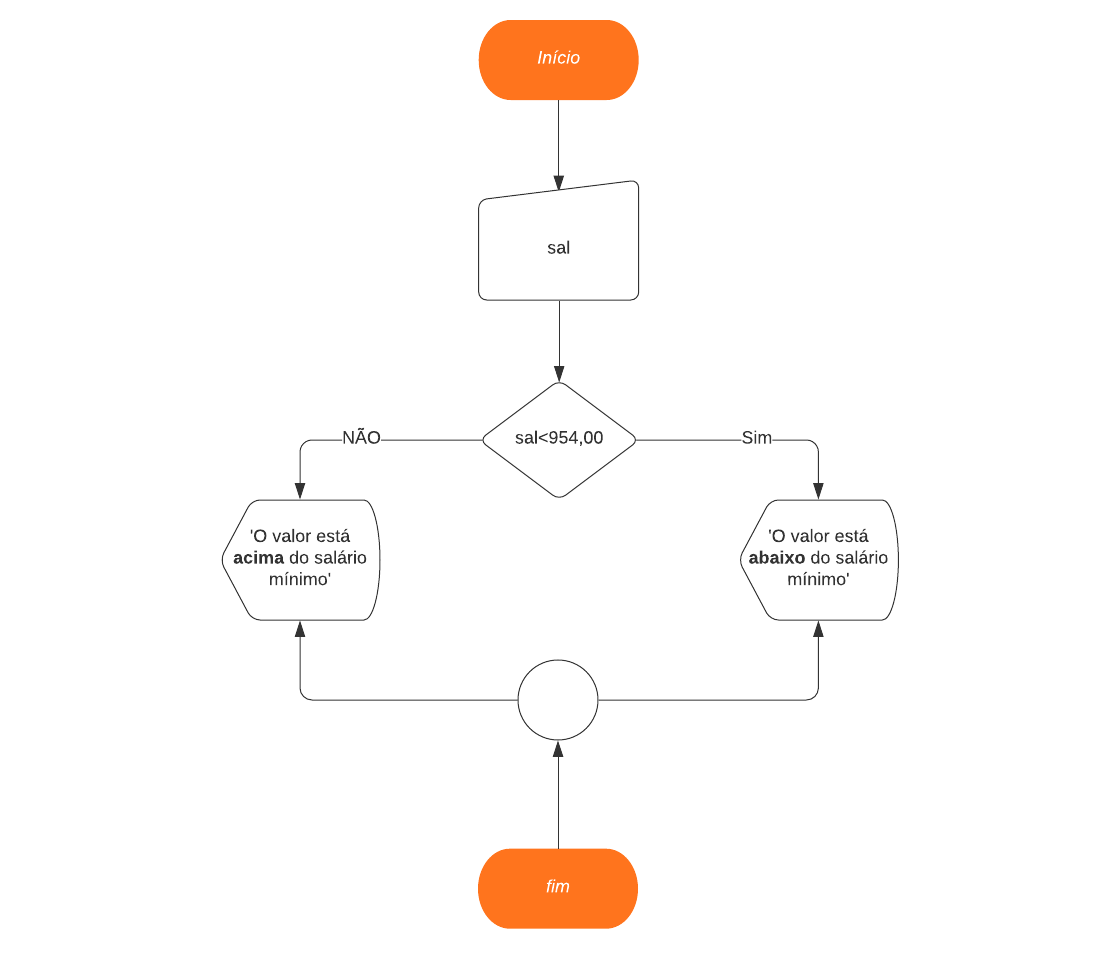 Início
sal
sal<954,00
NÃO
Sim
'O valor está
acima do salário
mínimo'
'O valor está
abaixo do salário
mínimo'
fim